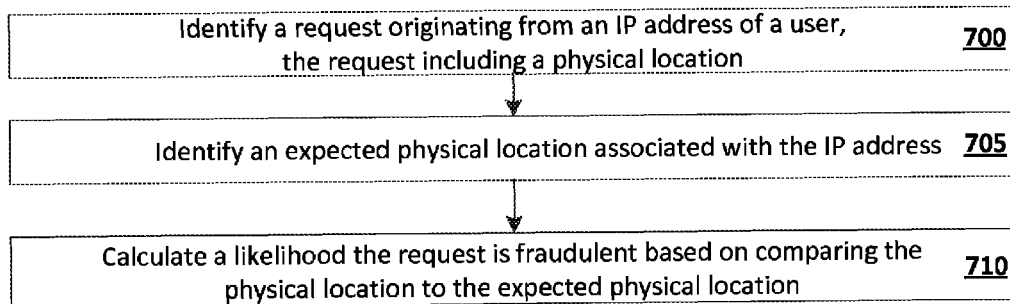 Identify a request originating from an IP address of a user,
the request including a physical location
700
Identify an expected physical location associated with the IP address 705
Calculate a likelihood the request is fraudulent based on comparing the
physical location to the expected physical location
710